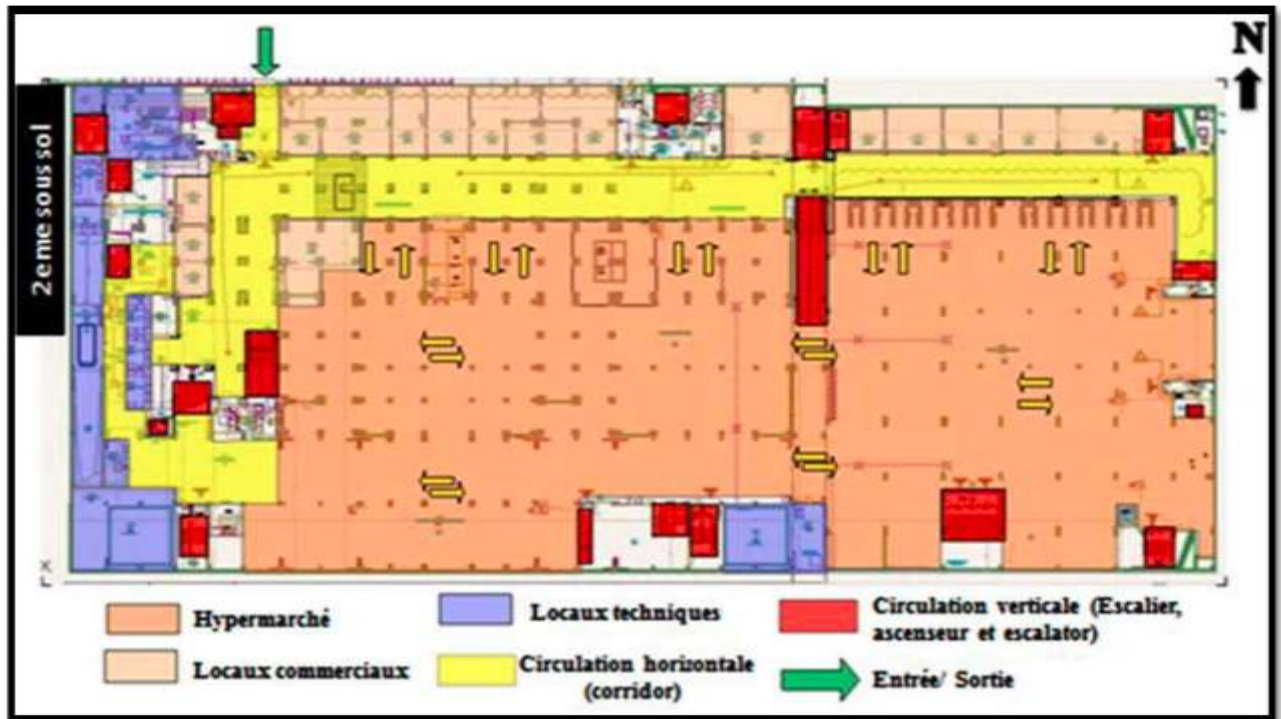 N
2eme sous sol
Hypermarché
Locaux techniques
Circulation verticale (Escalier,
ascenseur et escalator)
Locaux commerciaux
Circulation horizontale
(corridor)
Entrée/ Sortie